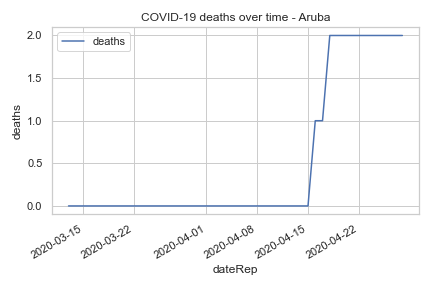 COVID-19 deaths over time - Aruba
deaths
2.0
1.5
1.0
0.5
0.0
deaths
2020-03-15
2020-03-22
2020-04-01
2020-04-08
2020-04-15
2020-04-22
dateRep